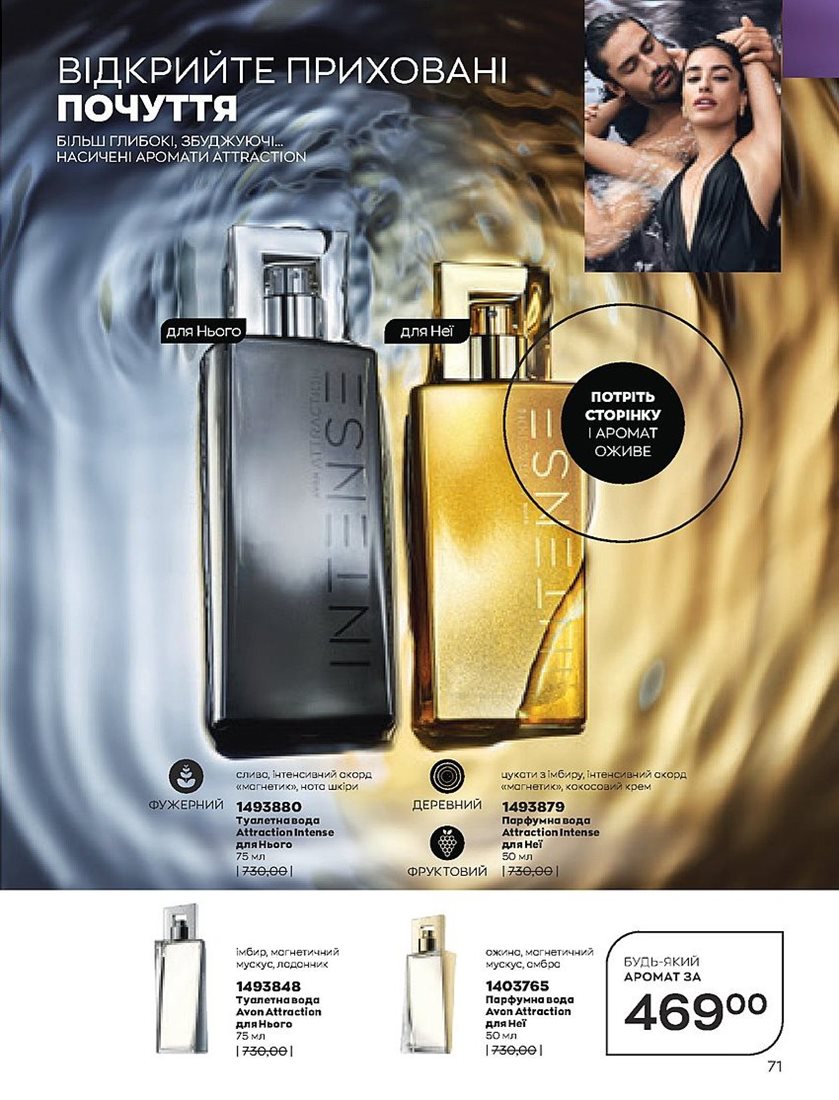 ВІДКРИЙТЕ ПРИХОВАНІ
ПОЧУТТЯ
БІЛЬШ ГЛИБОКІ, ЗБУДЖУЮЧІ...
НАСИЧЕНІ АРОМАТИ ATTRACTION
для Нього
для Неї
ПОТРІТЬ
СТОРІНКУ
І АРОМАТ
ОЖИВЕ
AVON ATTRACTION
INTENSE
INTENSE
ФУЖЕРНИЙ
слива, інтенсивний акорд
«магнетик», нота шкіри
1493880
Туалетна вода
Attraction Intense
для Нього
75 мл
| 730,00 |
ДЕРЕВНИЙ
ФРУКТОВИЙ
цукати з імбиру, інтенсивний акорд
«магнетик», кокосовий крем
1493879
Парфумна вода
Attraction Intense
для Неї
50 мл
| 730,00 |
імбир, магнетичний
мускус, ладанник
1493848
Туалетна вода
Avon Attraction
для Нього
75 мл
| 730,00 |
ожина, магнетичний
мускус, амбра
1403765
Парфумна вода
Avon Attraction
для Неї
50 мл
| 730,00 |
БУДЬ-ЯКИЙ
АРОМАТ ЗА
469⁰⁰
71